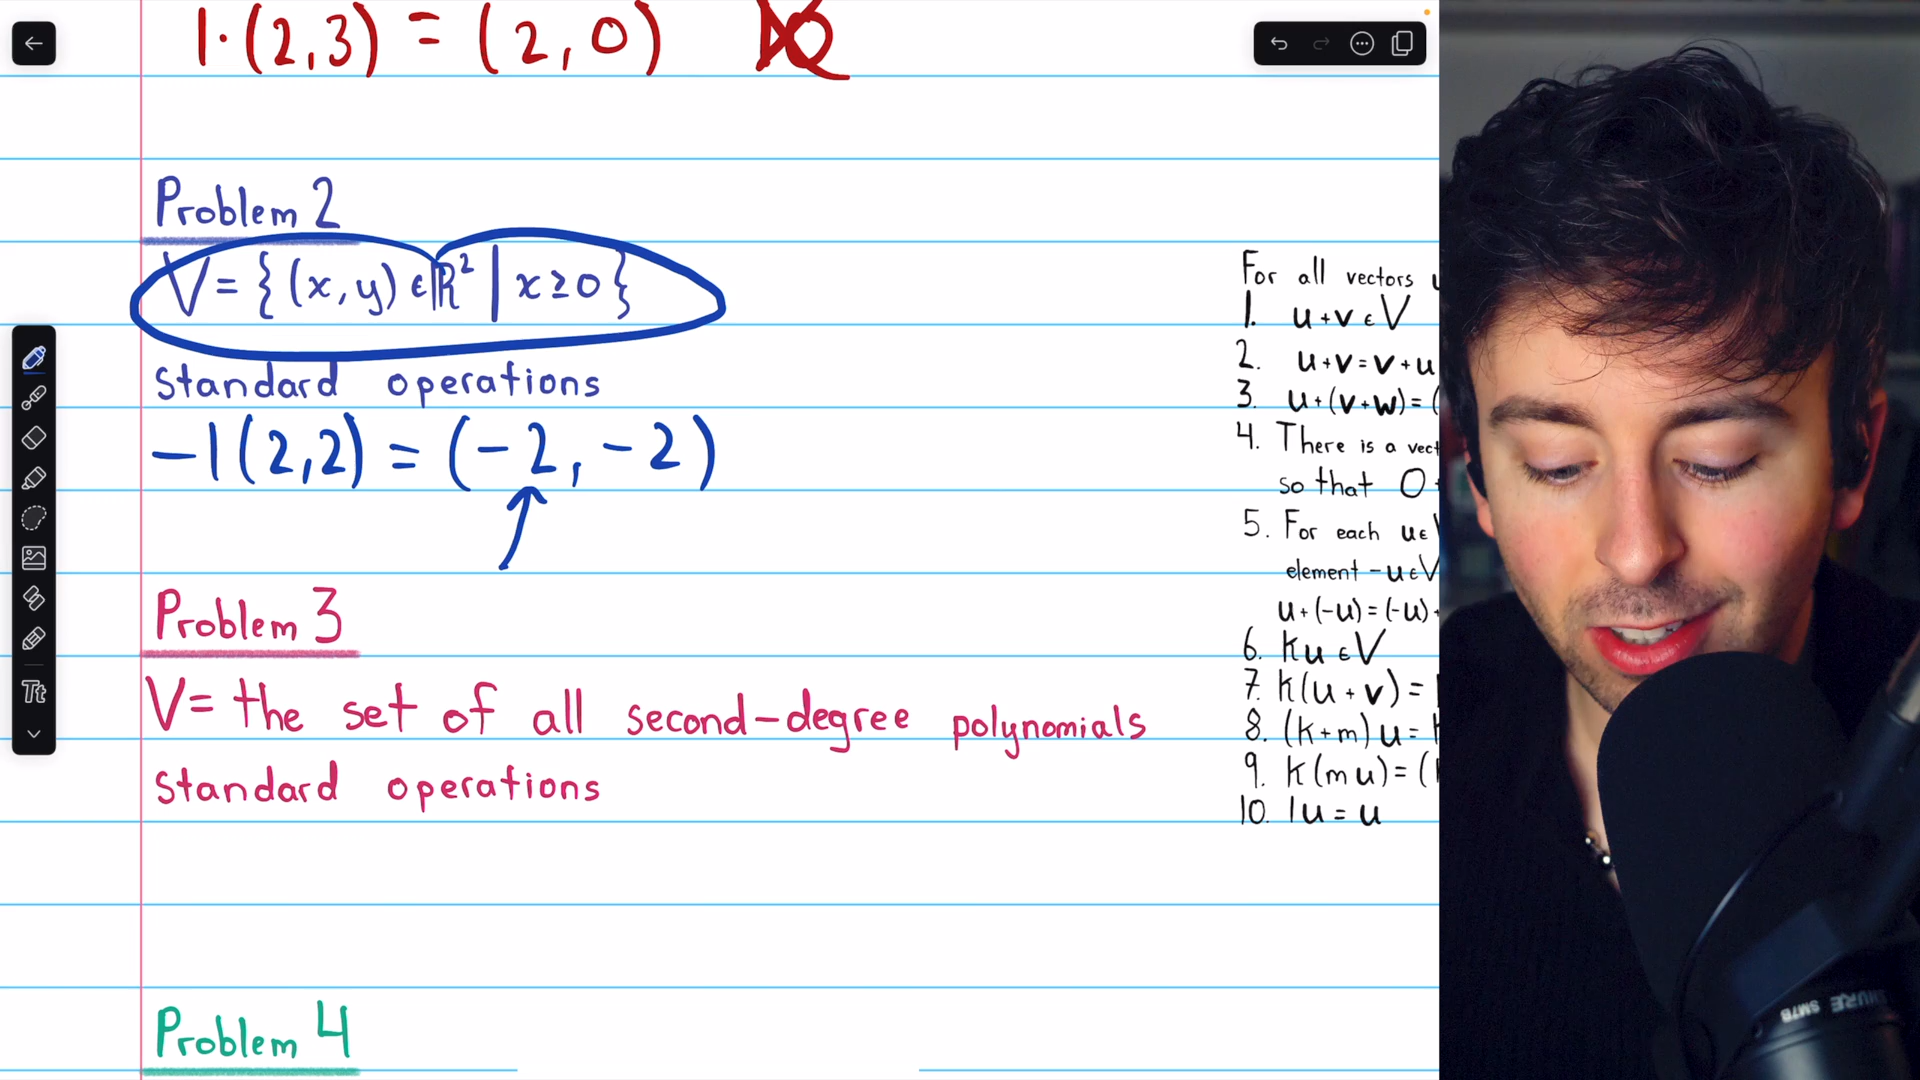 1·(2,3) = (2,0)
Problem 2
V = { (x,y) ∈ ℝ² | x ≥ 0 }
Standard operations
-1(2,2) = (-2, -2)
Problem 3
V = the set of all second-degree polynomials
Standard operations
Problem 4
For all vectors u
1. u+v ∈ V
2. u+v = v+u
3. u+(v+w) = (
4. There is a vect
so that 0 +
5. For each u ∈ V
element -u ∈ V
u+(-u) = (-u) +
6. ku ∈ V
7. k(u+v) =
8. (k+m)u = k
9. k(mu) = (k
10. 1u = u
Tt
SHURE
SM7B